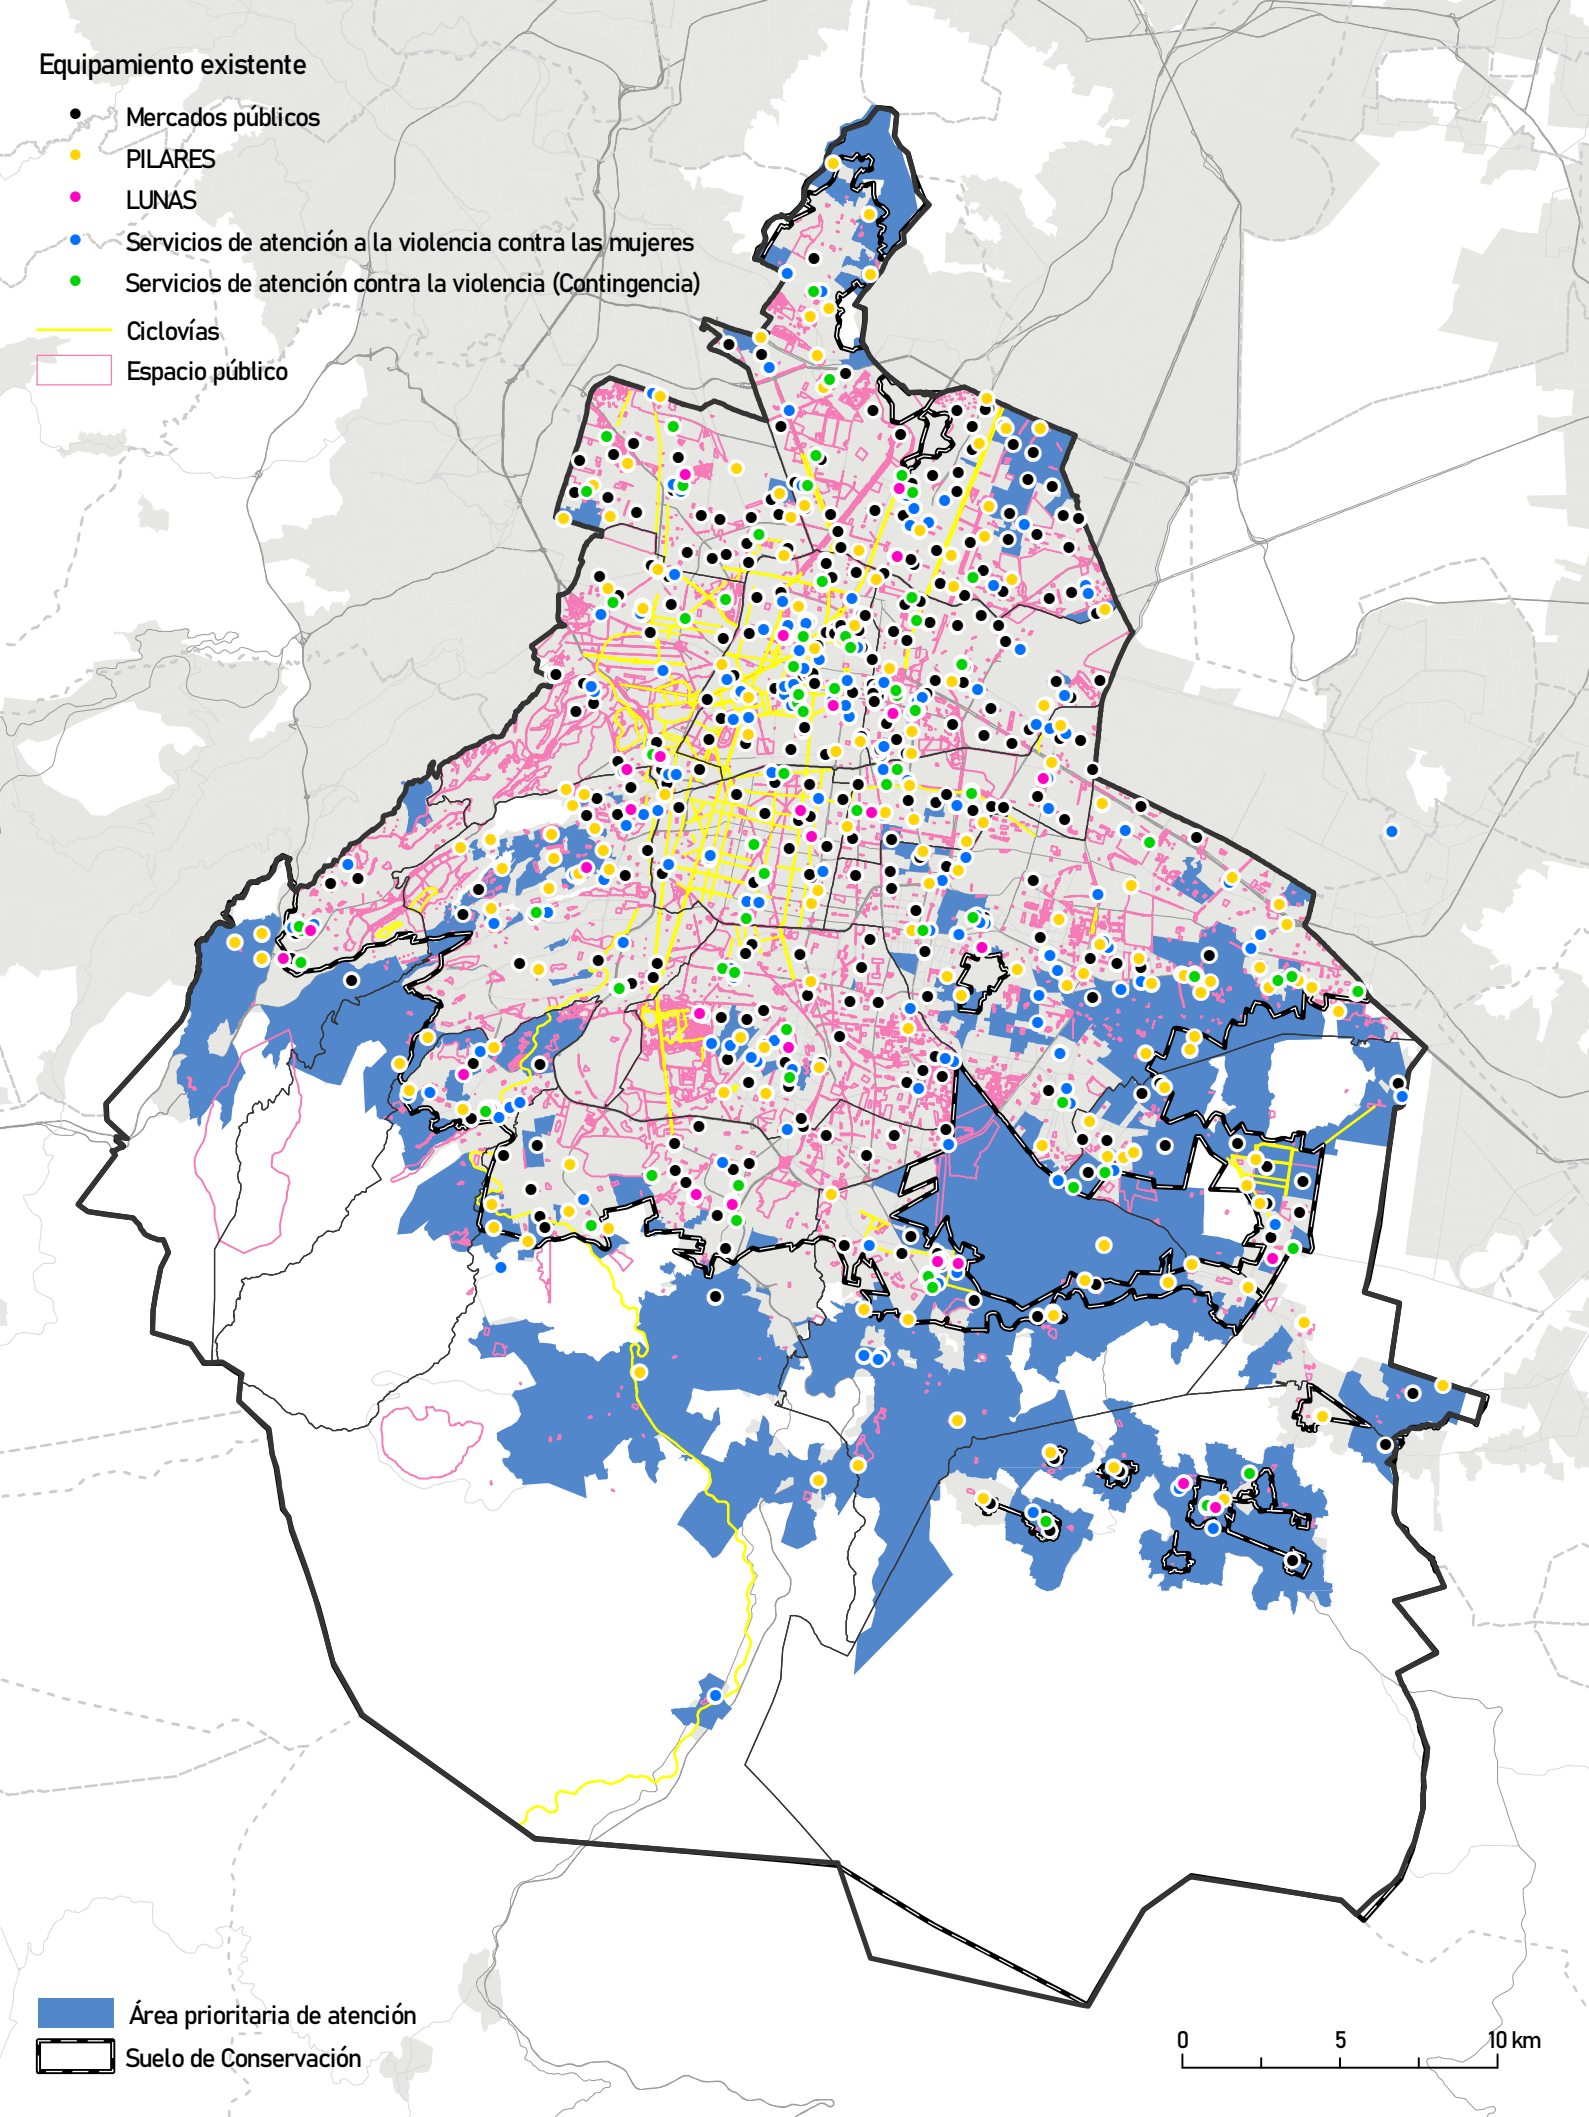 Equipamiento existente
Mercados públicos
PILARES
LUNAS
Servicios de atención a la violencia contra las mujeres
Servicios de atención contra la violencia (Contingencia)
Ciclovías
Espacio público
Área prioritaria de atención
Suelo de Conservación
0 5 10 km